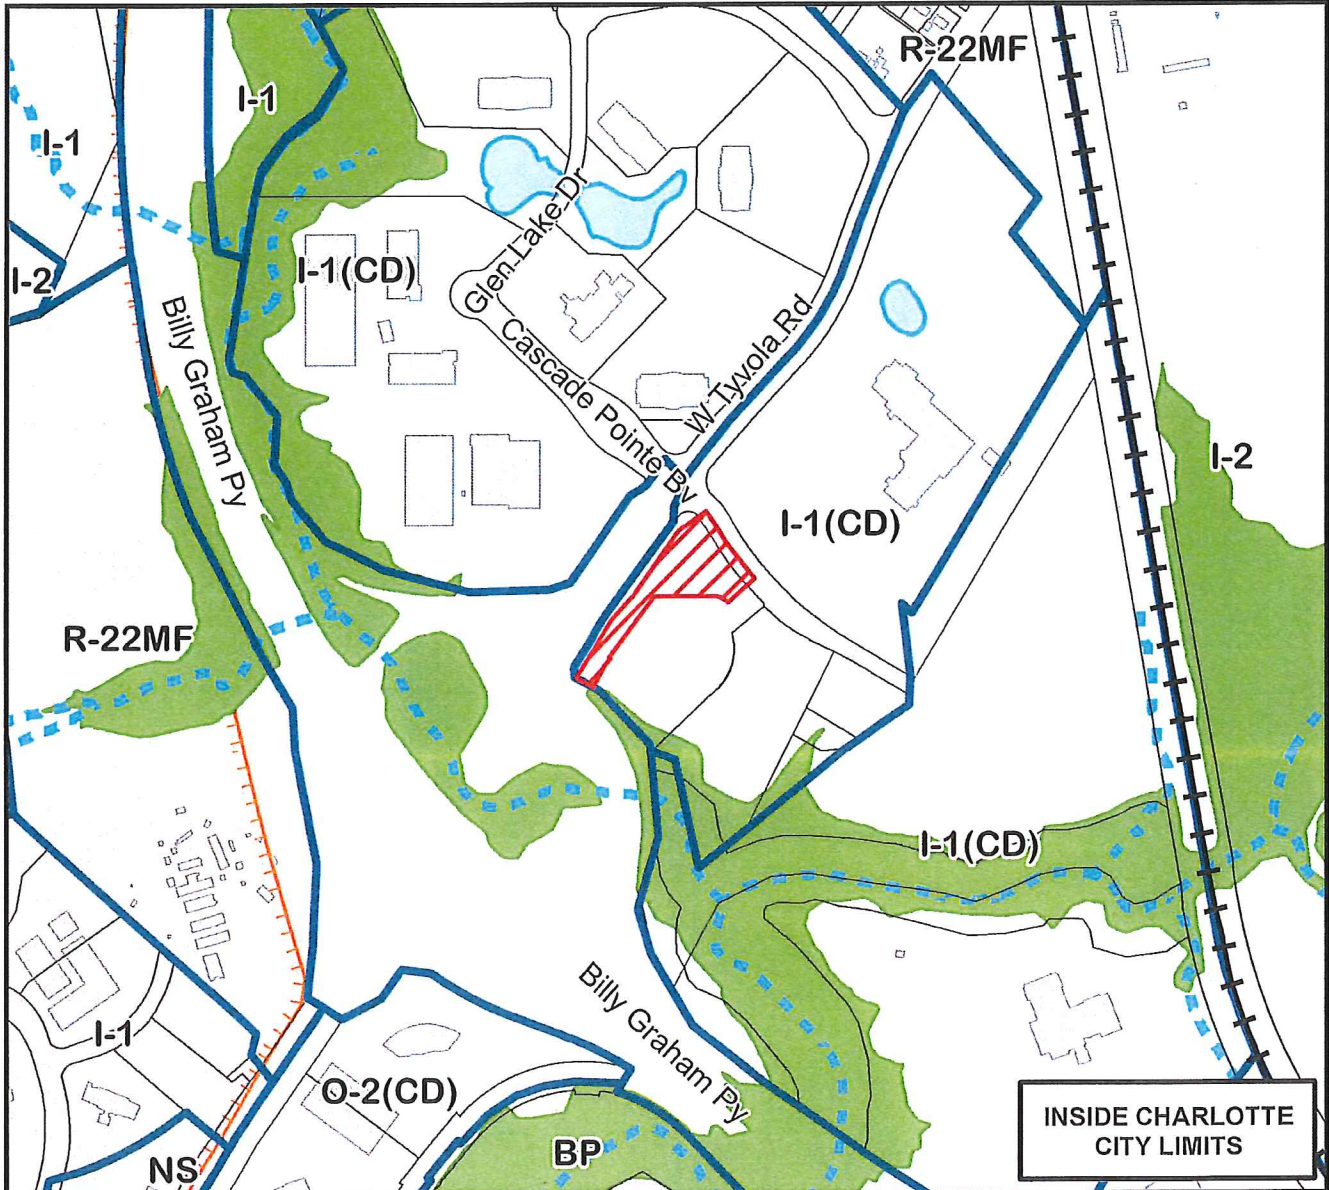 R-22MF
I-1
I-1
I-2
I-1(CD)
Glen Lake Dr
Billy Graham Py
Cascade Pointe Bv
W Tyvola Rd
I-2
I-1(CD)
R-22MF
I-1(CD)
Billy Graham Py
I-1
O-2(CD)
BP
NS
INSIDE CHARLOTTE
CITY LIMITS